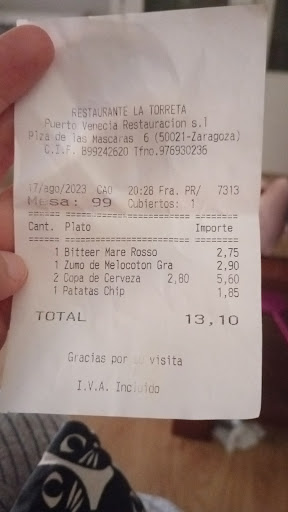 RESTAURANTE LA TORRETA
Puerto Venecia Restauracion s.l
Plza de las Mascaras 6 (50021-Zaragoza)
C.I.F. B99242620 Tfno.976930236
17/ago/2023 CAO 20:28 Fra. PR/ 7313
Mesa: 99 Cubiertos: 1
====== ================= ======== ========
Cant. Plato Importe
====== ================= ======== ========
1 Bitteer Mare Rosso 2,75
1 Zumo de Melocoton Gra 2,90
2 Copa de Cerveza 2,80 5,60
1 Patatas Chip 1,85
TOTAL 13,10
Gracias por su visita
I.V.A. Incluido